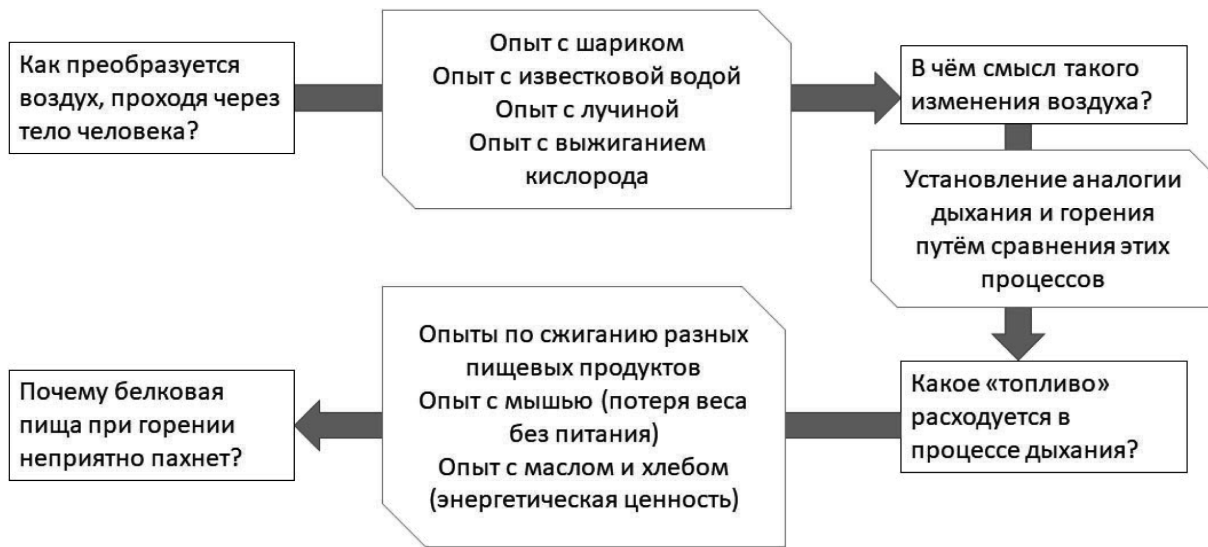 Как преобразуется
воздух, проходя через
тело человека?
Опыт с шариком
Опыт с известковой водой
Опыт с лучиной
Опыт с выжиганием
кислорода
В чём смысл такого
изменения воздуха?
Установление аналогии
дыхания и горения
путём сравнения этих
процессов
Какое «топливо»
расходуется в
процессе дыхания?
Опыты по сжиганию разных
пищевых продуктов
Опыт с мышью (потеря веса
без питания)
Опыт с маслом и хлебом
(энергетическая ценность)
Почему белковая
пища при горении
неприятно пахнет?